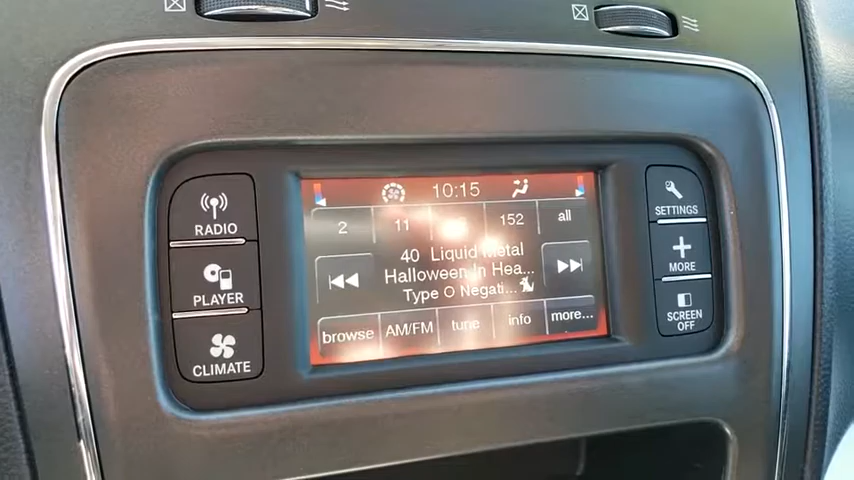 10:15
2 11 152 all
40 Liquid Metal
Halloween In Hea...
Type O Negati...
browse AM/FM tune info more...
RADIO
PLAYER
CLIMATE
SETTINGS
MORE
SCREEN
OFF